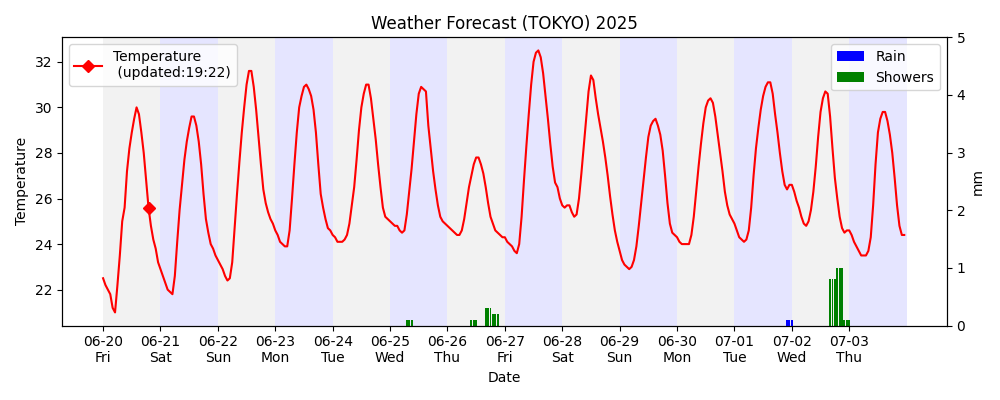 Weather Forecast (TOKYO) 2025
Temperature
(updated:19:22)
Rain
Showers
Temperature
32
30
28
26
24
22
5
4
3
2
1
0
mm
06-20 06-21 06-22 06-23 06-24 06-25 06-26 06-27 06-28 06-29 06-30 07-01 07-02 07-03
Fri Sat Sun Mon Tue Wed Thu Fri Sat Sun Mon Tue Wed Thu
Date